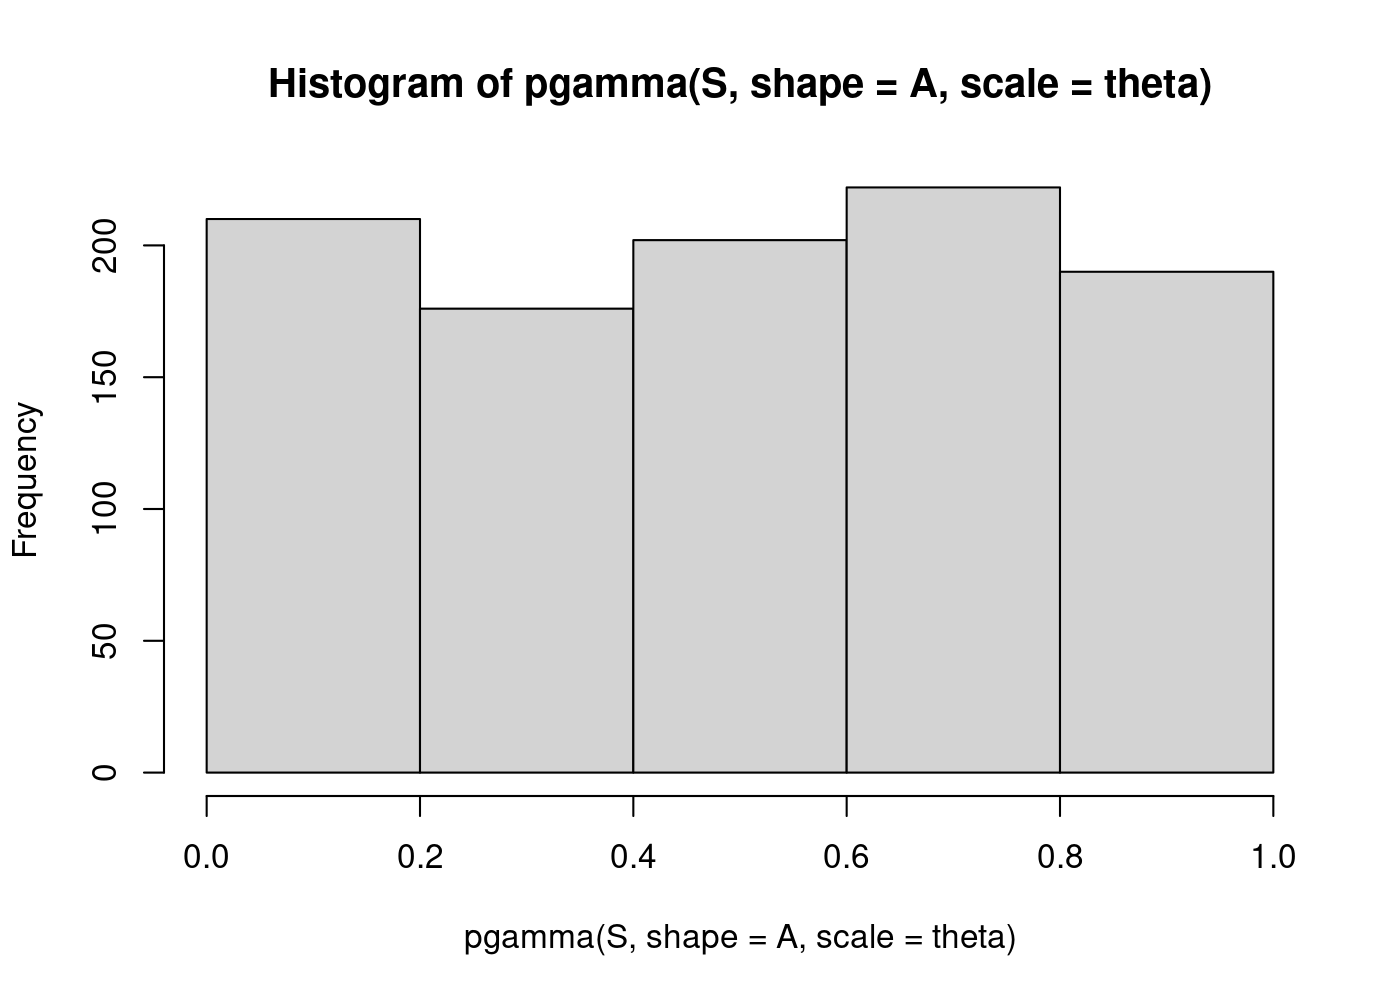 Histogram of pgamma(S, shape = A, scale = theta)
Frequency
200
150
100
50
0
0.0 0.2 0.4 0.6 0.8 1.0
pgamma(S, shape = A, scale = theta)